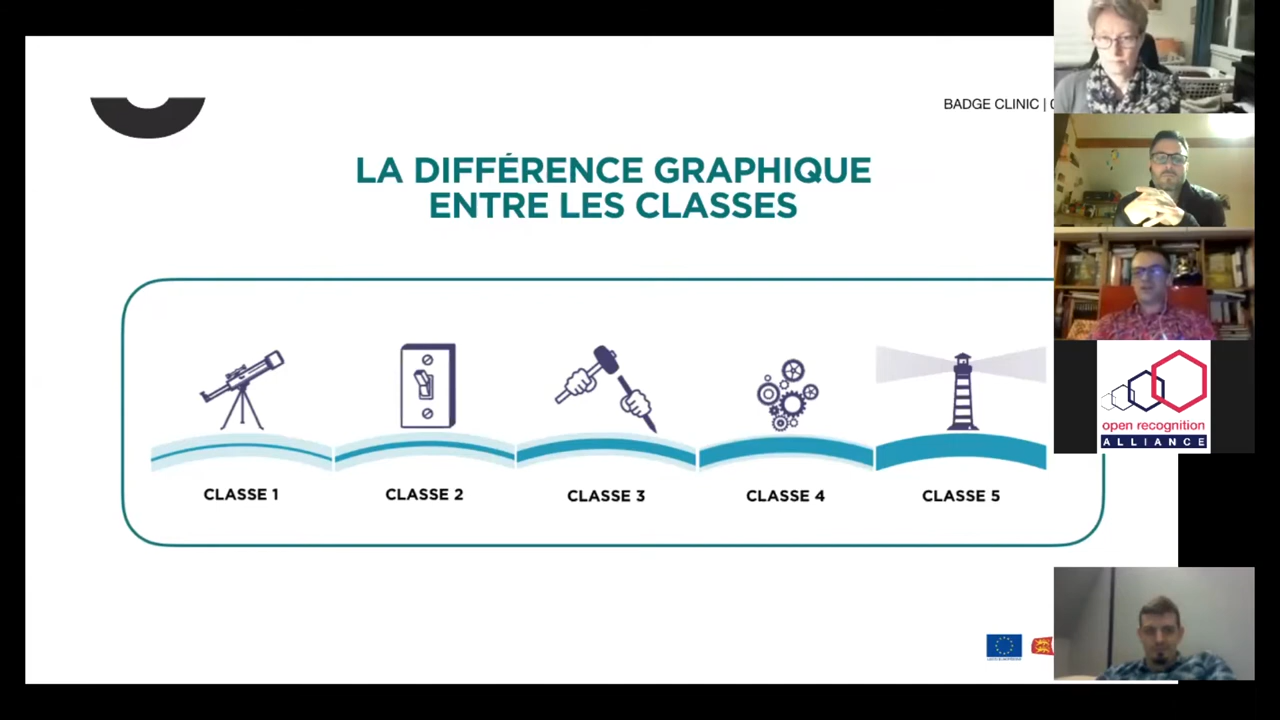 BADGE CLINIC |
LA DIFFÉRENCE GRAPHIQUE
ENTRE LES CLASSES
CLASSE 1
CLASSE 2
CLASSE 3
CLASSE 4
CLASSE 5
open recognition
ALLIANCE